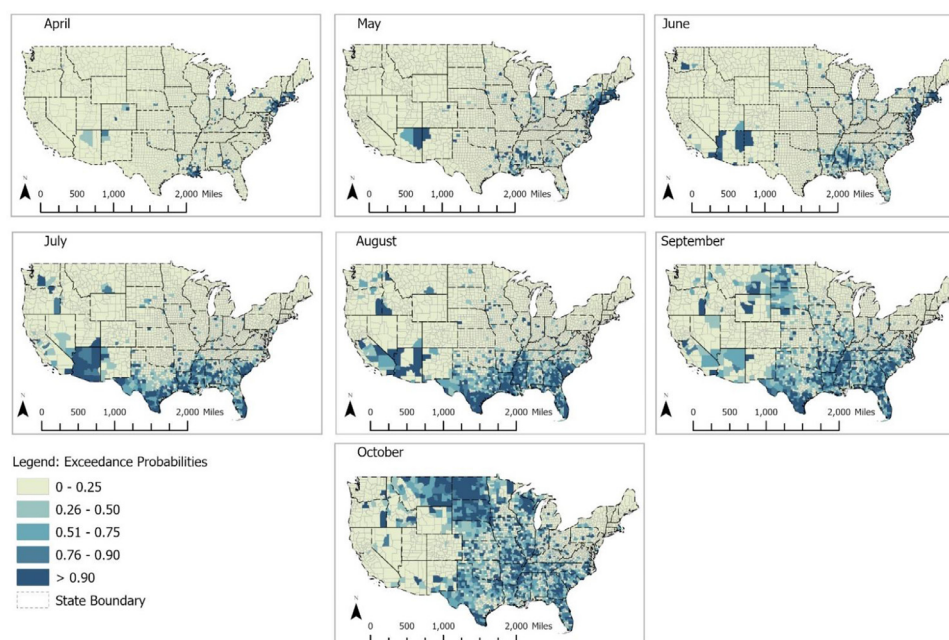 April
N
0 500 1,000 2,000 Miles
May
N
0 500 1,000 2,000 Miles
June
N
0 500 1,000 2,000 Miles
July
N
0 500 1,000 2,000 Miles
August
N
0 500 1,000 2,000 Miles
September
N
0 500 1,000 2,000 Miles
Legend: Exceedance Probabilities
0 - 0.25
0.26 - 0.50
0.51 - 0.75
0.76 - 0.90
> 0.90
State Boundary
October
N
0 500 1,000 2,000 Miles